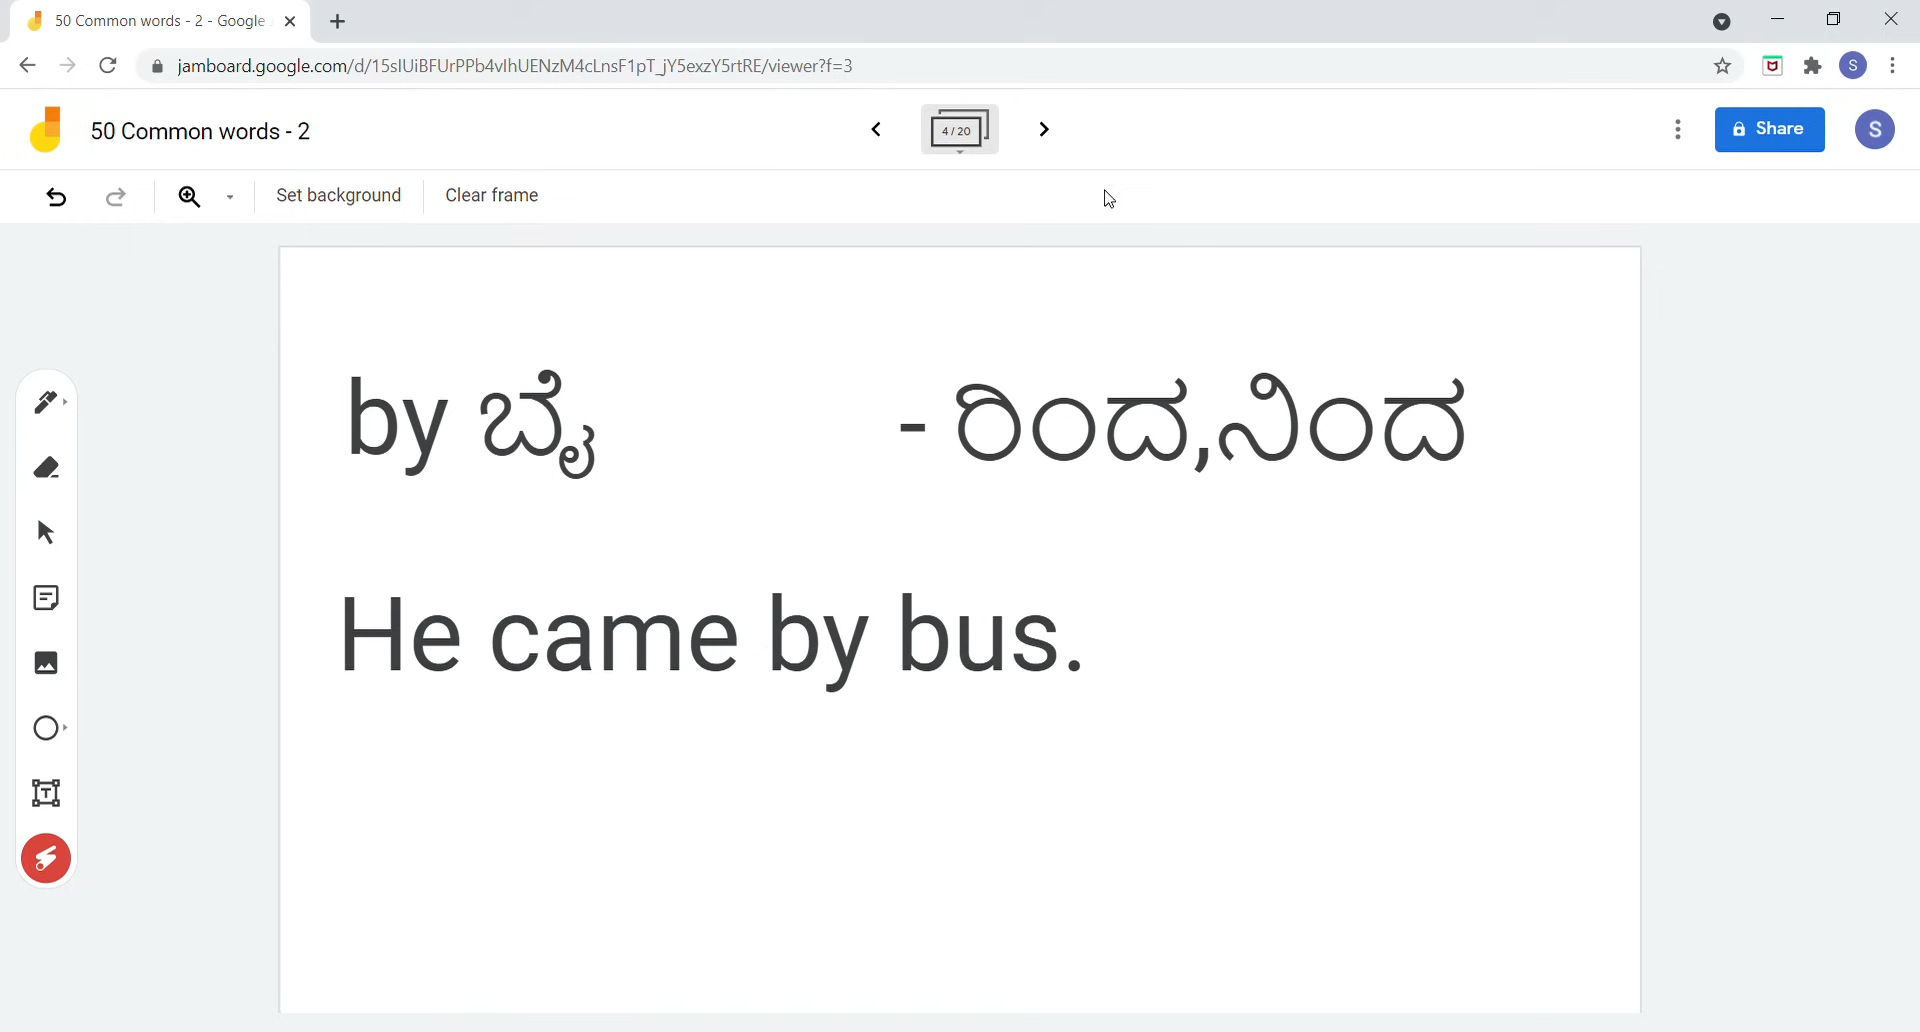 50 Common words - 2 - Google
jamboard.google.com/d/15slUiBFUrPPb4vlhUENzM4cLnsF1pT_jY5exzY5rtRE/viewer?f=3
S
50 Common words - 2
4 / 20
Share
S
Set background
Clear frame
by ಬೈ - ರಿಂದ,ನಿಂದ
He came by bus.